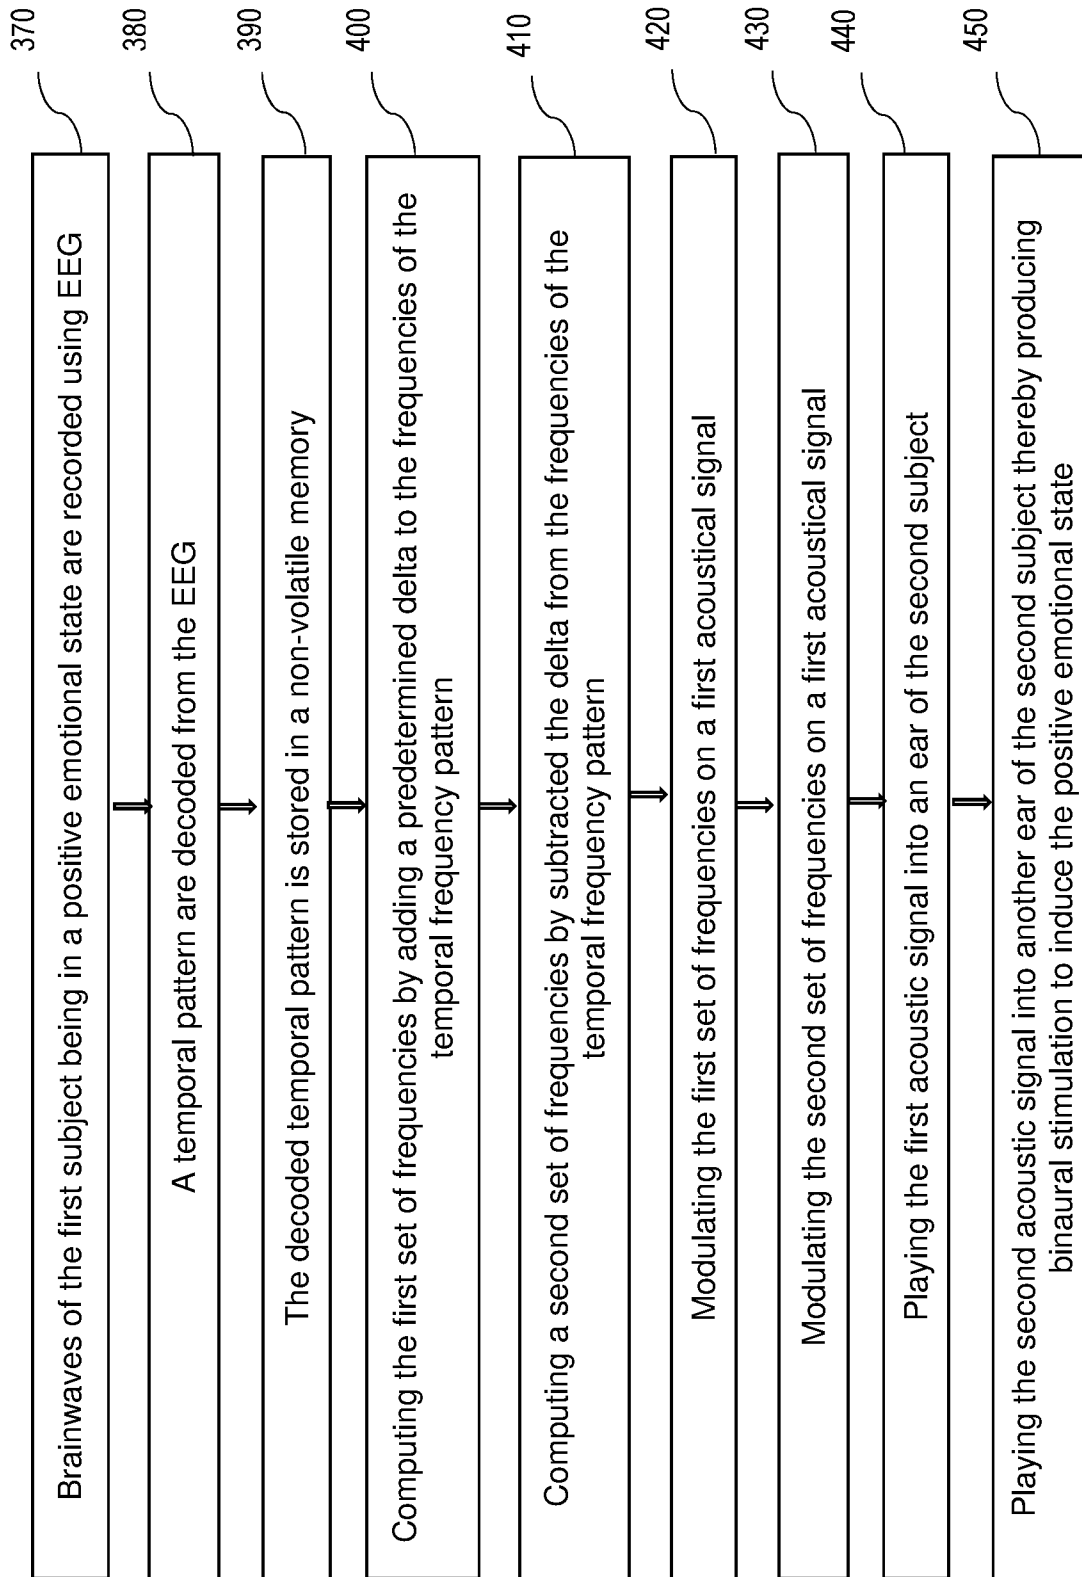 370
Brainwaves of the first subject being in a positive emotional state are recorded using EEG
380
A temporal pattern are decoded from the EEG
390
The decoded temporal pattern is stored in a non-volatile memory
400
Computing the first set of frequencies by adding a predetermined delta to the frequencies of the
temporal frequency pattern
410
Computing a second set of frequencies by subtracted the delta from the frequencies of the
temporal frequency pattern
420
Modulating the first set of frequencies on a first acoustical signal
430
Modulating the second set of frequencies on a first acoustical signal
440
Playing the first acoustic signal into an ear of the second subject
450
Playing the second acoustic signal into another ear of the second subject thereby producing
binaural stimulation to induce the positive emotional state